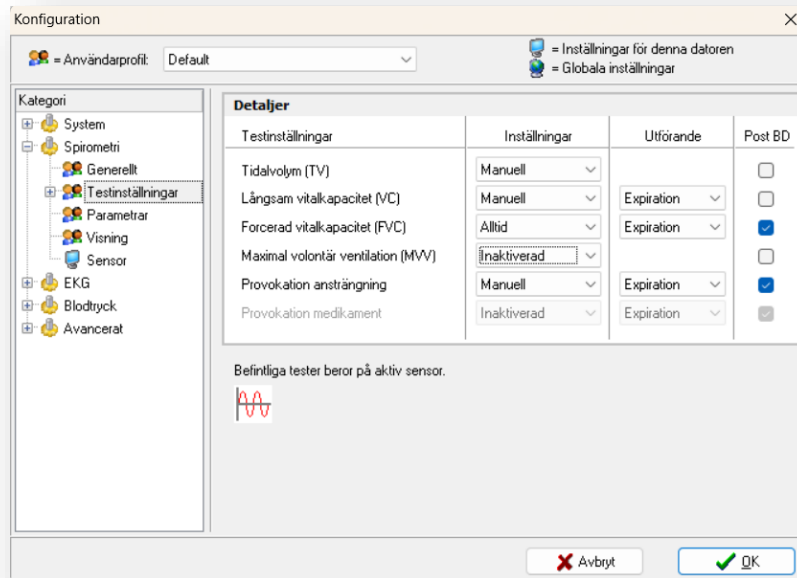 Konfiguration
= Användarprofil: Default
= Inställningar för denna datoren
= Globala inställningar
Kategori
System
Spirometri
Generellt
Testinställningar
Parametrar
Visning
Sensor
EKG
Blodtryck
Avancerat
Detaljer
Testinställningar Inställningar Utförande Post BD
Tidalvolym (TV) Manuell
Långsam vitalkapacitet (VC) Manuell Expiration
Forcerad vitalkapacitet (FVC) Alltid Expiration
Maximal volontär ventilation (MVV) Inaktiverad
Provokation ansträngning Manuell Expiration
Provokation medikament Inaktiverad Expiration
Befintliga tester beror på aktiv sensor.
Avbryt OK